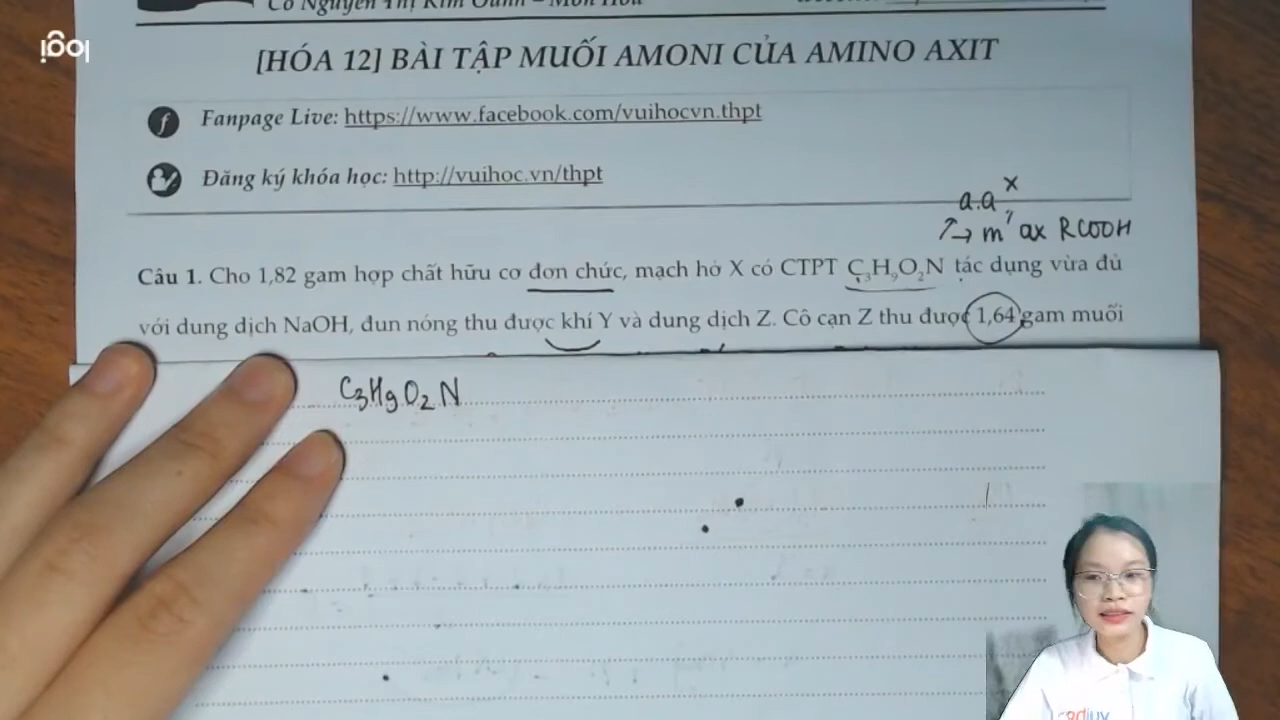 [HÓA 12] BÀI TẬP MUỐI AMONI CỦA AMINO AXIT
Fanpage Live: https://www.facebook.com/vuihocvn.thpt
Đăng ký khóa học: http://vuihoc.vn/thpt
a.a X
m' ax RCOOH
Câu 1. Cho 1,82 gam hợp chất hữu cơ đơn chức, mạch hở X có CTPT C₃H₉O₂N tác dụng vừa đủ
với dung dịch NaOH, đun nóng thu được khí Y và dung dịch Z. Cô cạn Z thu được 1,64 gam muối
C₃H₉O₂N